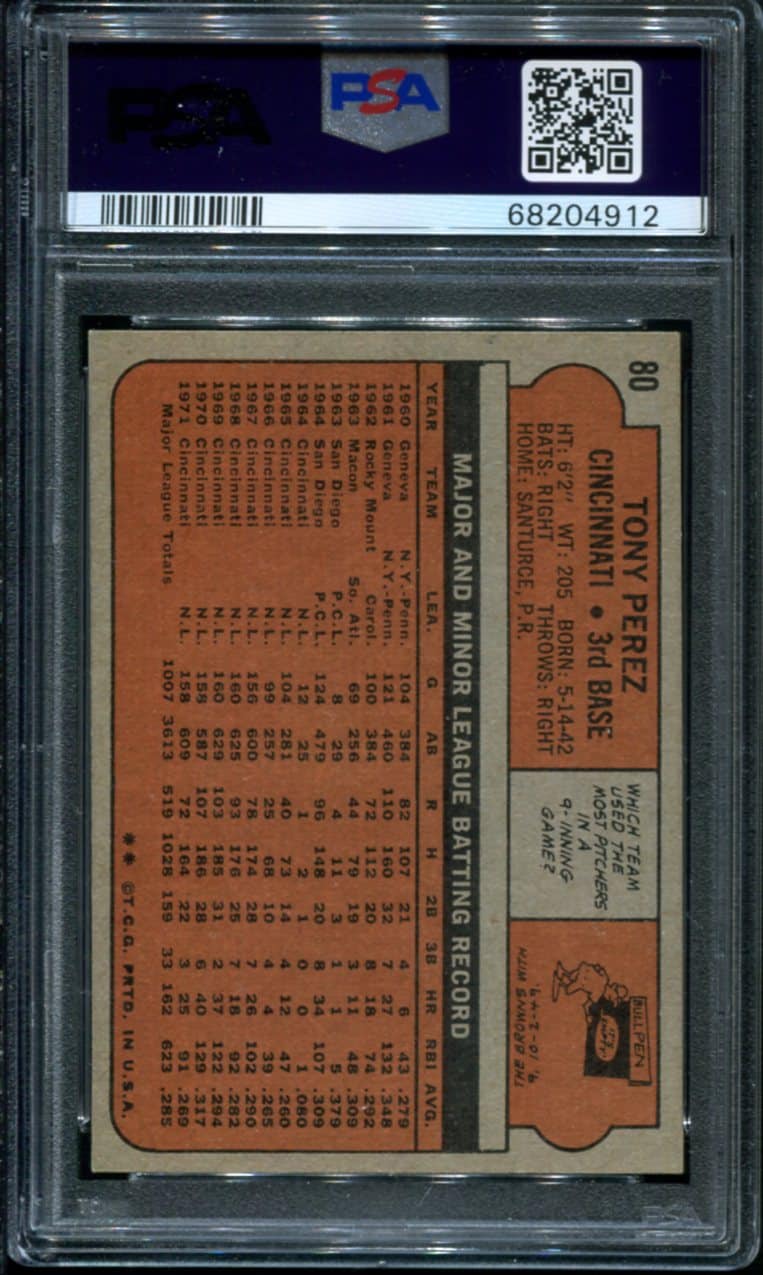 PSA
PSA
68204912
80
TONY PEREZ
CINCINNATI • 3rd BASE
HT: 6'2" WT: 205 BORN: 5-14-42
BATS: RIGHT THROWS: RIGHT
HOME: SANTURCE, P.R.
WHICH TEAM
USED THE
MOST PITCHERS
IN A
9-INNING
GAME?
BULLPEN
EMPTY
THE BROWNS WITH
9, 10-2-49.
MAJOR AND MINOR LEAGUE BATTING RECORD
YEAR TEAM LEA. G AB R H 2B 3B HR RBI AVG.
1960 Geneva N.Y.-Penn. 104 384 82 107 21 4 6 43 .279
1961 Geneva N.Y.-Penn. 121 460 110 160 32 7 27 132 .348
1962 Rocky Mount Carol. 100 384 72 112 20 8 18 74 .292
1963 Macon So. Atl. 69 256 44 79 19 3 11 48 .309
1963 San Diego P.C.L. 8 29 4 11 3 1 1 5 .379
1964 San Diego P.C.L. 124 479 96 148 20 8 34 107 .309
1964 Cincinnati N.L. 12 25 1 2 1 0 0 1 .080
1965 Cincinnati N.L. 104 281 40 73 14 4 12 47 .260
1966 Cincinnati N.L. 99 257 25 68 10 4 4 39 .265
1967 Cincinnati N.L. 156 600 78 174 28 7 26 102 .290
1968 Cincinnati N.L. 160 625 93 176 25 7 18 92 .282
1969 Cincinnati N.L. 160 629 103 185 31 2 37 122 .294
1970 Cincinnati N.L. 158 587 107 186 28 6 40 129 .317
1971 Cincinnati N.L. 158 609 72 164 22 3 25 91 .269
Major League Totals 1007 3613 519 1028 159 33 162 623 .285
** ©T.C.G. PRTD. IN U.S.A.
PSA